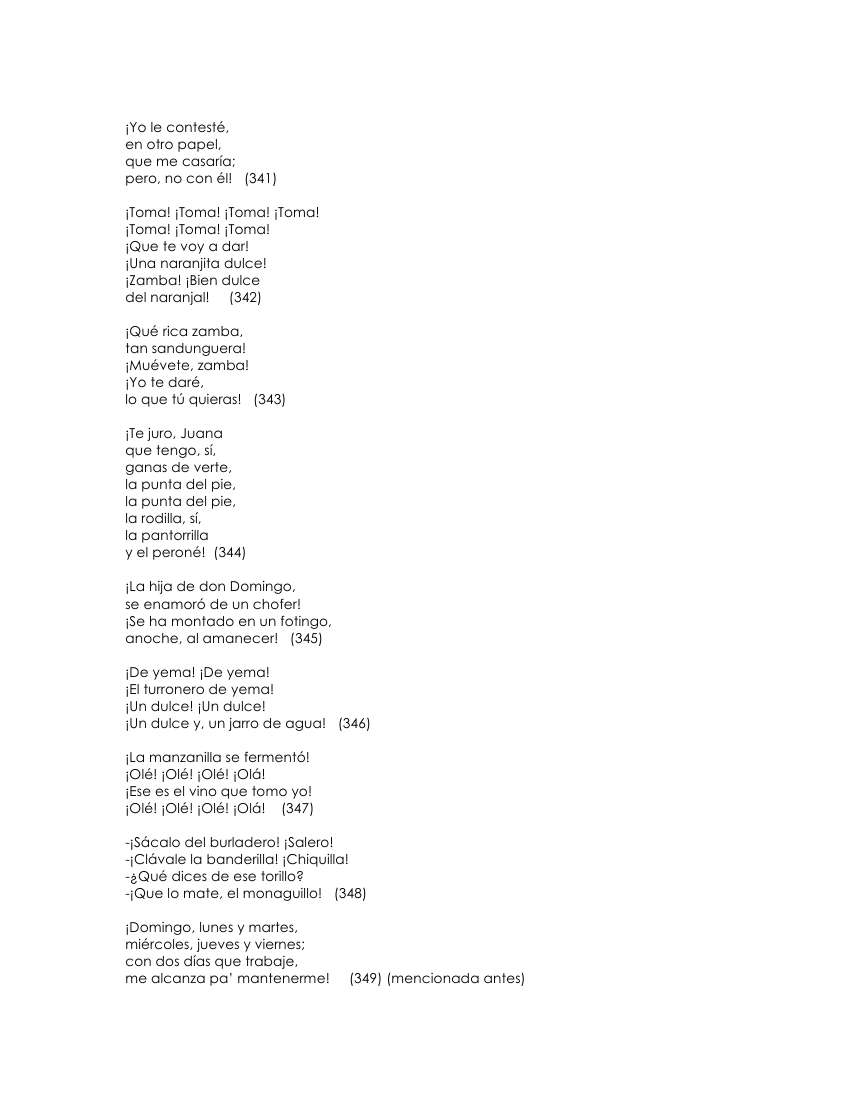 ¡Yo le contesté,
en otro papel,
que me casaría;
pero, no con él! (341)
¡Toma! ¡Toma! ¡Toma! ¡Toma!
¡Toma! ¡Toma! ¡Toma!
¡Que te voy a dar!
¡Una naranjita dulce!
¡Zamba! ¡Bien dulce
del naranjal! (342)
¡Qué rica zamba,
tan sandunguera!
¡Muévete, zamba!
¡Yo te daré,
lo que tú quieras! (343)
¡Te juro, Juana
que tengo, sí,
ganas de verte,
la punta del pie,
la punta del pie,
la rodilla, sí,
la pantorrilla
y el peroné! (344)
¡La hija de don Domingo,
se enamoró de un chofer!
¡Se ha montado en un fotingo,
anoche, al amanecer! (345)
¡De yema! ¡De yema!
¡El turronero de yema!
¡Un dulce! ¡Un dulce!
¡Un dulce y, un jarro de agua! (346)
¡La manzanilla se fermentó!
¡Olé! ¡Olé! ¡Olé! ¡Olá!
¡Ese es el vino que tomo yo!
¡Olé! ¡Olé! ¡Olé! ¡Olá! (347)
-¡Sácalo del burladero! ¡Salero!
-¡Clávale la banderilla! ¡Chiquilla!
-¿Qué dices de ese torillo?
-¡Que lo mate, el monaguillo! (348)
¡Domingo, lunes y martes,
miércoles, jueves y viernes;
con dos días que trabaje,
me alcanza pa’ mantenerme! (349) (mencionada antes)